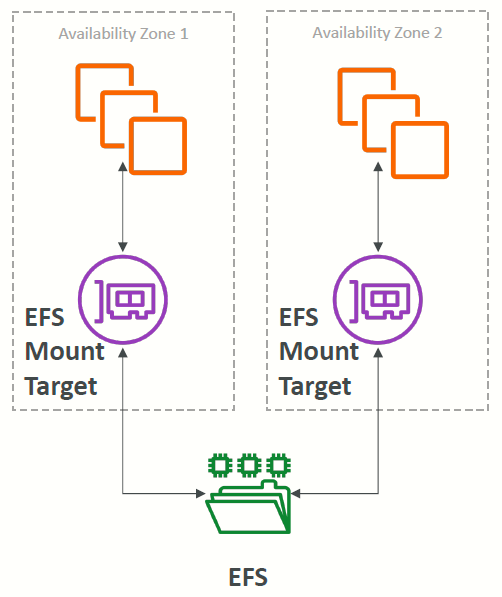 Availability Zone 1
Availability Zone 2
EFS
Mount
Target
EFS
Mount
Target
EFS